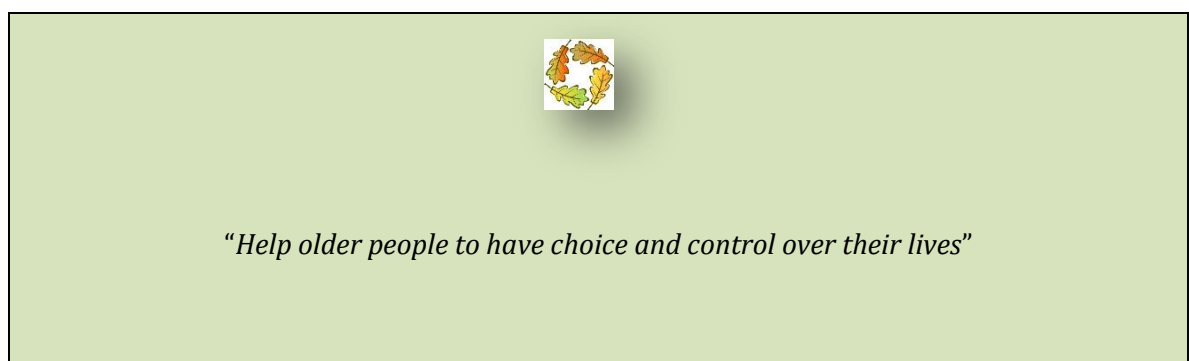 “Help older people to have choice and control over their lives”